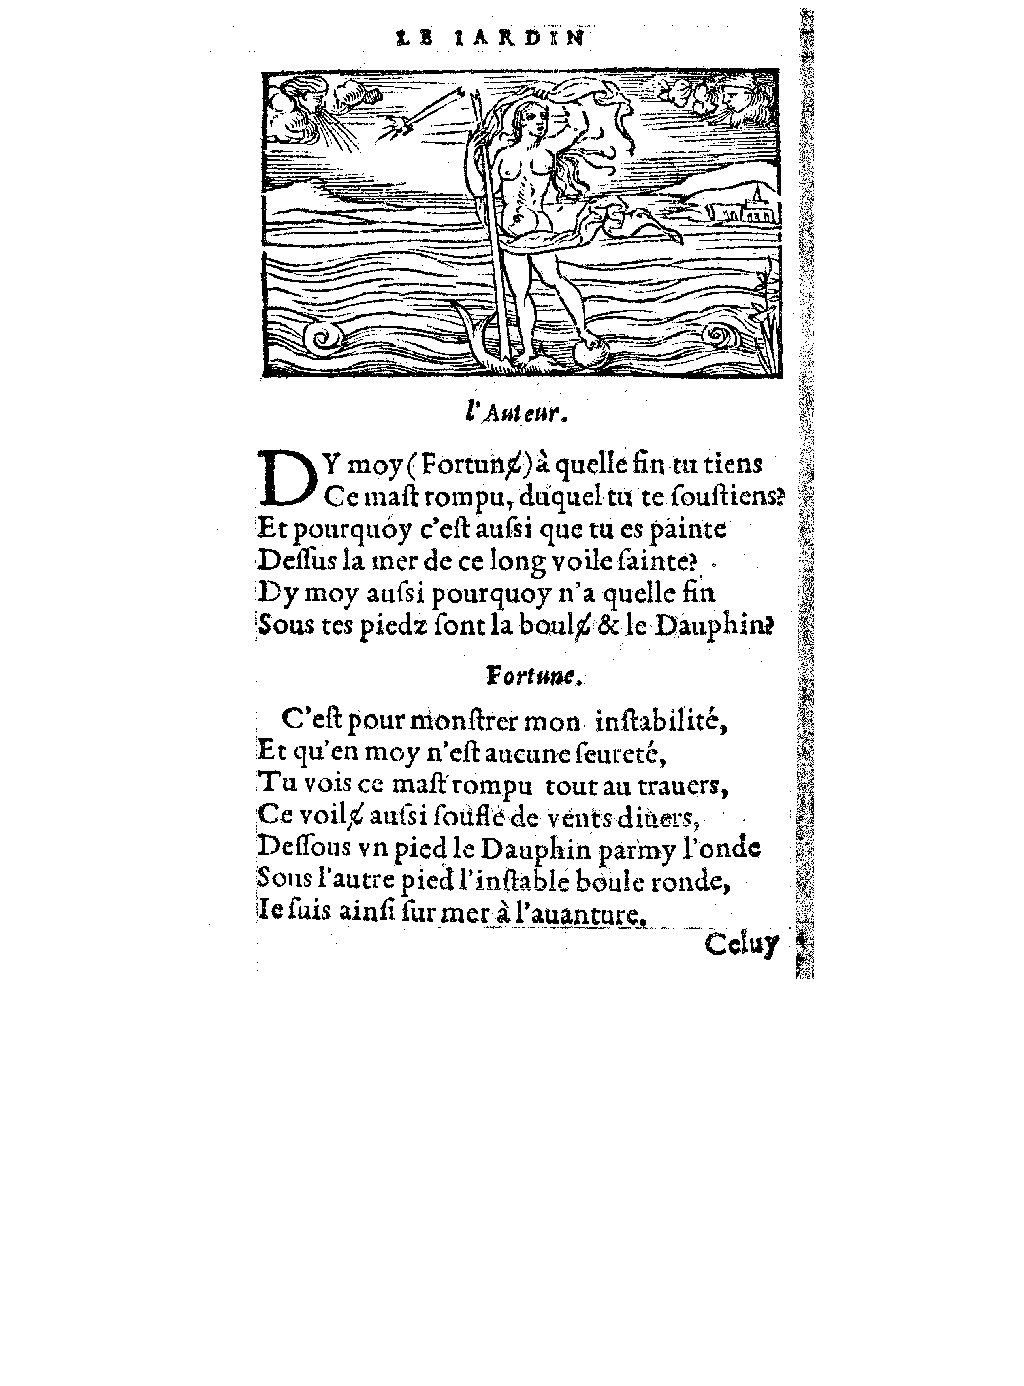 LE IARDIN
l'Auteur.
DY moy (Fortunɇ) à quelle fin tu tiens
Ce maſt rompu, duquel tu te ſouſtiens?
Et pourquoy c'eſt auſsi que tu es painte
Deſſus la mer de ce long voile ſainte?
Dy moy auſsi pourquoy n'a quelle fin
Sous tes piedz ſont la boulɇ & le Dauphin?
Fortune.
C'eſt pour monſtrer mon inſtabilité,
Et qu'en moy n'eſt aucune ſeureté,
Tu vois ce maſt rompu tout au trauers,
Ce voilɇ auſsi ſouflé de vents diuers,
Deſſous vn pied le Dauphin parmy l'onde
Sous l'autre pied l'inſtable boule ronde,
Ie ſuis ainſi ſur mer à l'auanture.
Celuy